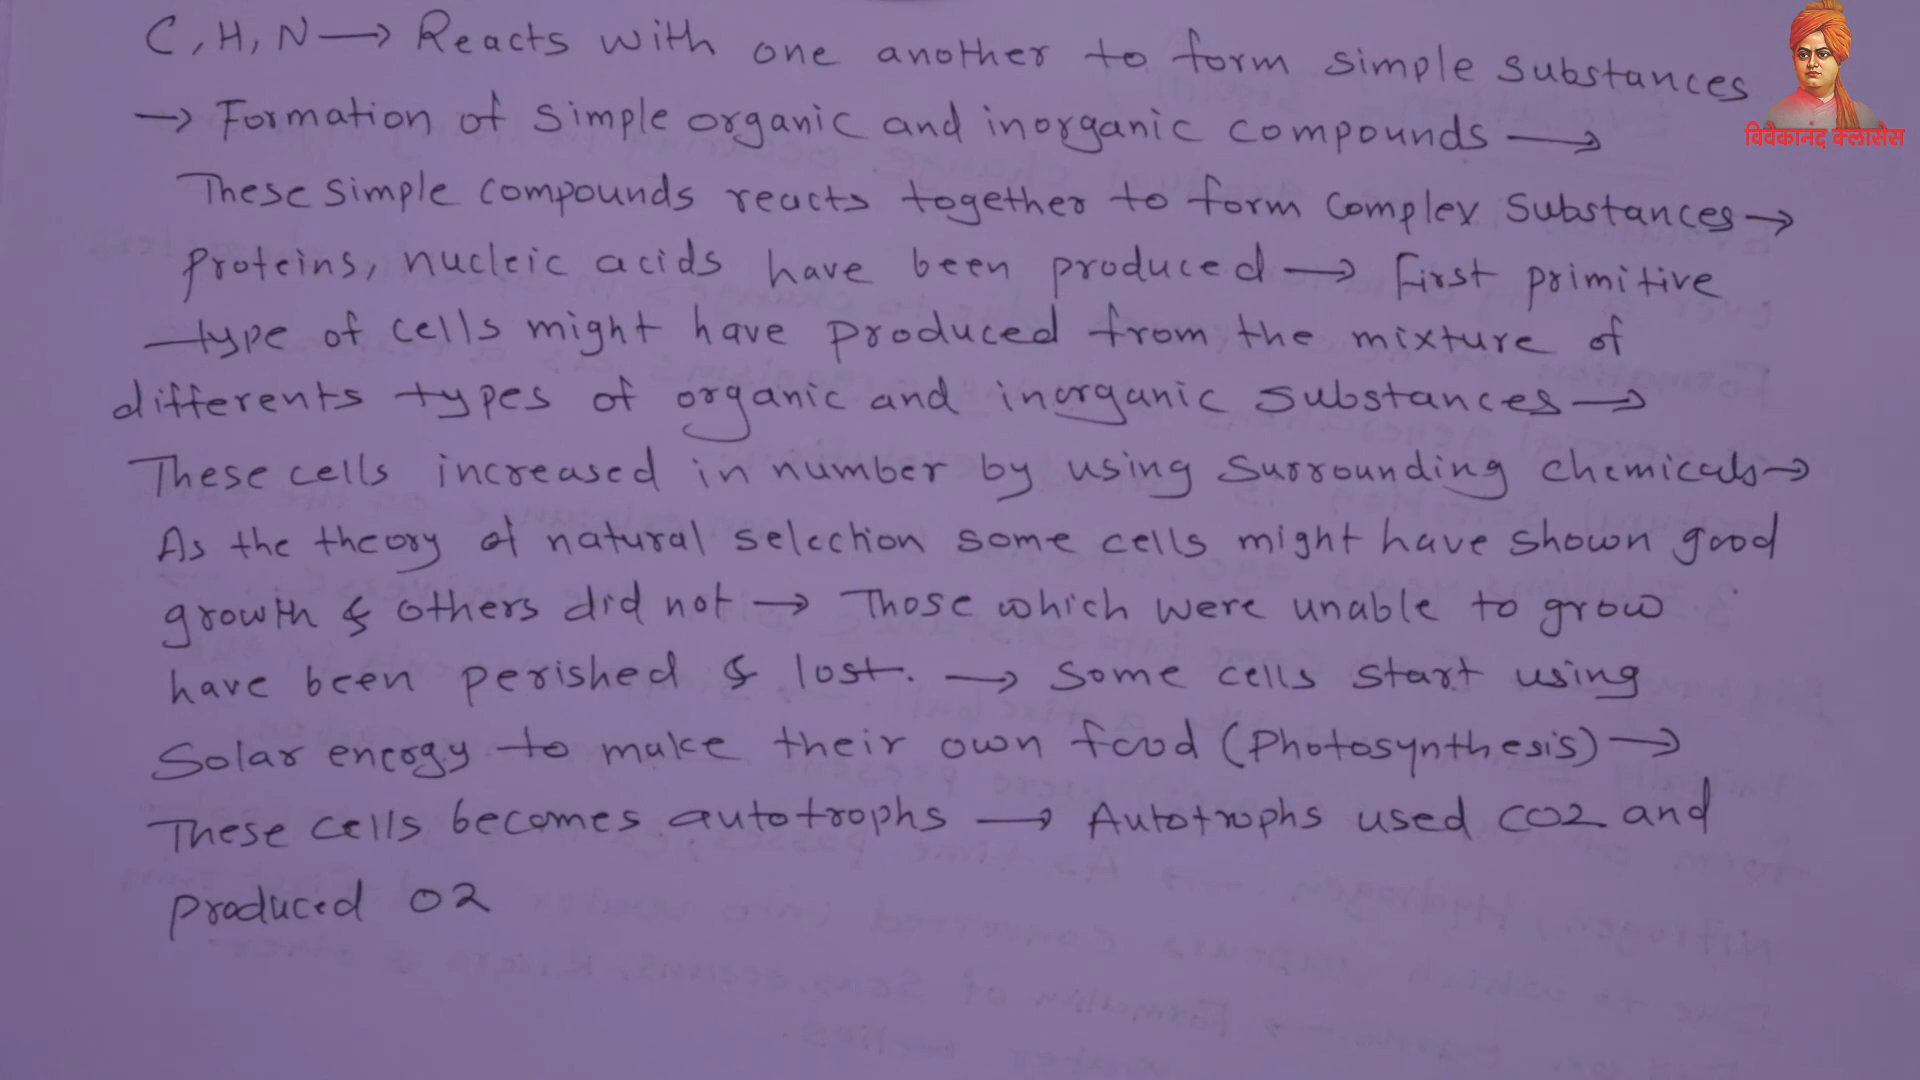 C, H, N → Reacts with one another to form simple substances
→ Formation of simple organic and inorganic compounds →
These simple compounds reacts together to form complex substances →
Proteins, nucleic acids have been produced → First primitive
type of cells might have produced from the mixture of
differents types of organic and inorganic substances →
These cells increased in number by using surrounding chemicals →
As the theory of natural selection some cells might have shown good
growth & others did not → Those which were unable to grow
have been perished & lost. → Some cells start using
Solar energy to make their own food (Photosynthesis) →
These cells becomes autotrophs → Autotrophs used CO2 and
produced O2
विवेकानंद क्लासेस